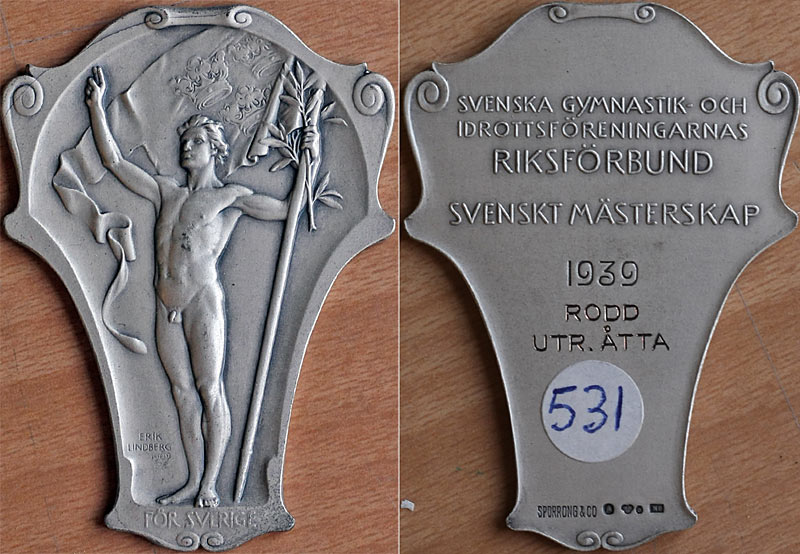 ERIK
LINDBERG
FÖR SVERIGE
SVENSKA GYMNASTIK- OCH
IDROTTSFÖRENINGARNAS
RIKSFÖRBUND
SVENSKT MÄSTERSKAP
1939
RODD
UTR. ÅTTA
531
SPORRONG & CO